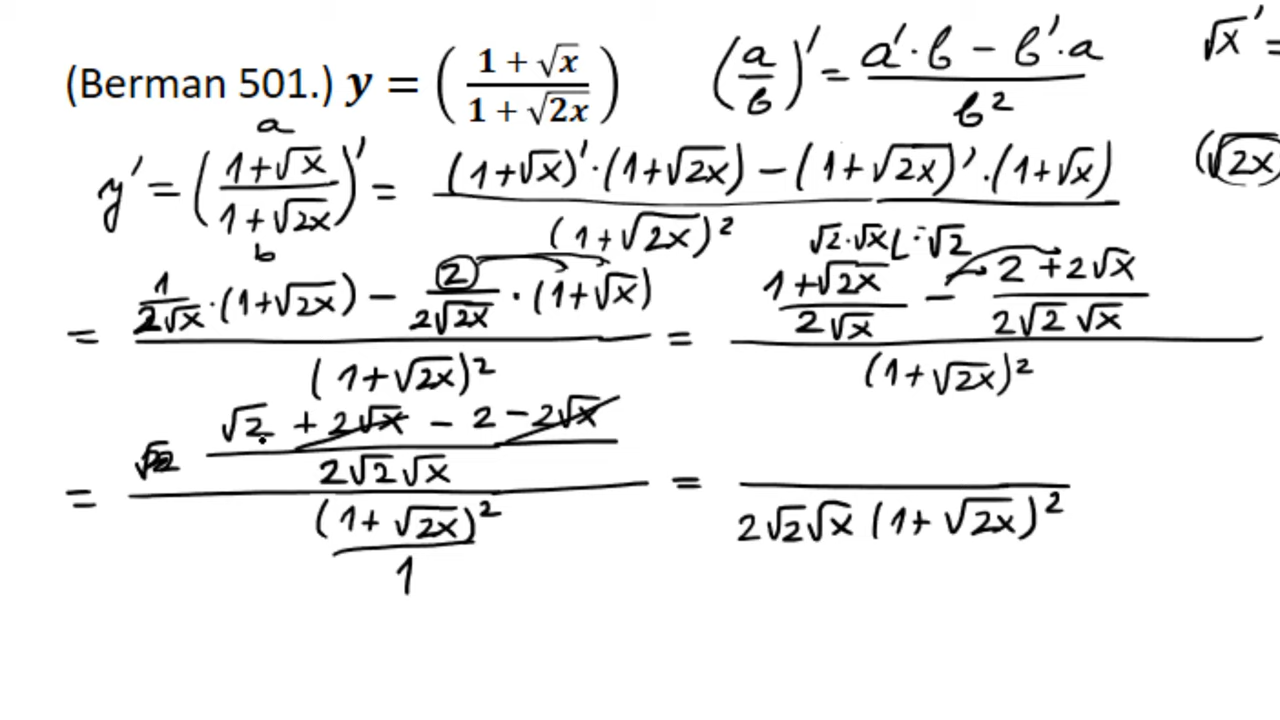 (Berman 501.) y = ( (1 + √x) / (1 + √2x) )   (a/b)' = (a'·b − b'·a) / b²   √x' =
y' = ( (1+√x) / (1+√2x) )' = ( (1+√x)'·(1+√2x) − (1+√2x)'·(1+√x) ) / (1+√2x)²   (√2x)
a
b
√2·√x   √2
= ( 1/(2√x) · (1+√2x) − 2/(2√2x) · (1+√x) ) / (1+√2x)² = ( (1+√2x)/(2√x) − (2+2√x)/(2√2 √x) ) / (1+√2x)²
= ( (√2 + 2√x − 2 − 2√x) / (2√2 √x) ) / ( (1+√2x)² / 1 ) = / 2√2√x (1+√2x)²